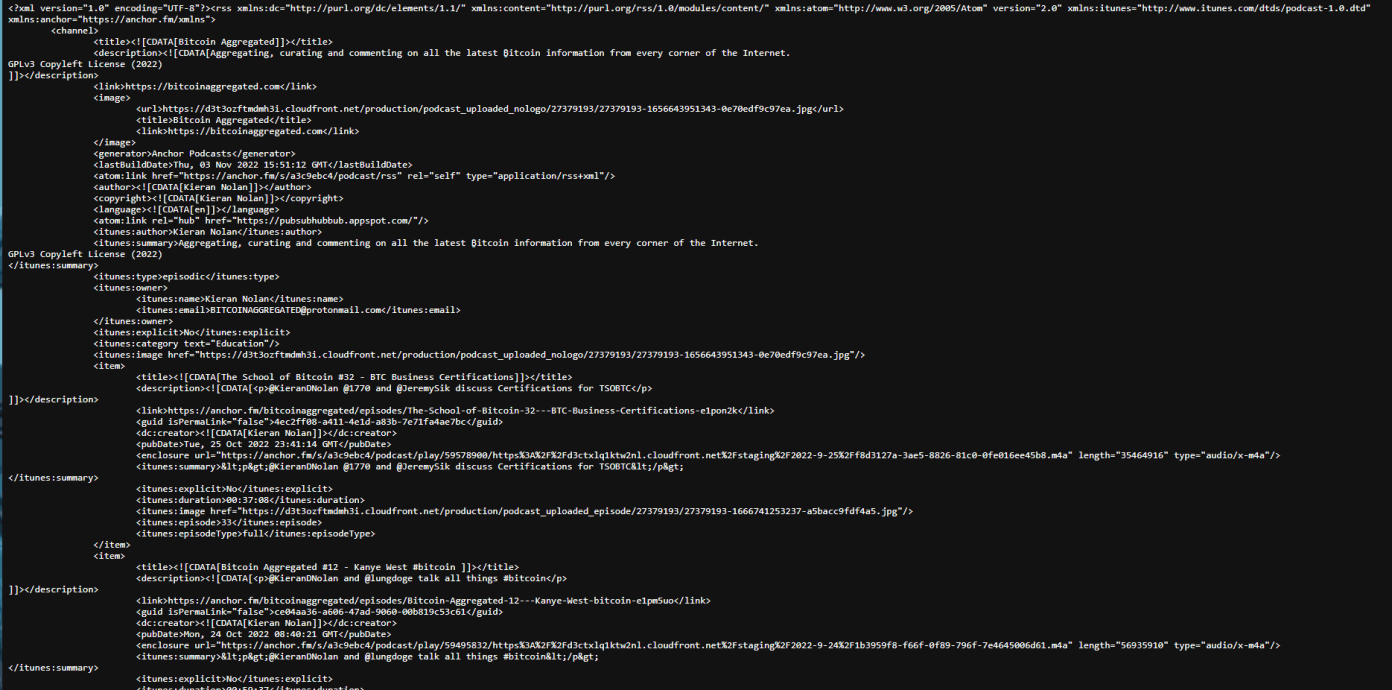 <?xml version="1.0" encoding="UTF-8"?>rss xmlns:dc="http://purl.org/dc/elements/1.1/" xmlns:content="http://purl.org/rss/1.0/modules/content/" xmlns:atom="http://www.w3.org/2005/Atom" version="2.0" xmlns:itunes="http://www.itunes.com/dtds/podcast-1.0.dtd"
xmlns:anchor="https://anchor.fm/xmlns">
<channel>
<title><![CDATA[Bitcoin Aggregated]]></title>
<description><![CDATA[Aggregating, curating and commenting on all the latest ₿itcoin information from every corner of the Internet.
GPLv3 Copyleft License (2022)
]]></description>
<link>https://bitcoinaggregated.com</link>
<image>
<url>https://d3t3ozftmdmh3i.cloudfront.net/production/podcast_uploaded_nologo/27379193/27379193-1656643951343-0e70edf9c97ea.jpg</url>
<title>Bitcoin Aggregated</title>
<link>https://bitcoinaggregated.com</link>
</image>
<generator>Anchor Podcasts</generator>
<lastBuildDate>Thu, 03 Nov 2022 15:51:12 GMT</lastBuildDate>
<atom:link href="https://anchor.fm/s/a3c9ebc4/podcast/rss" rel="self" type="application/rss+xml"/>
<author><![CDATA[Kieran Nolan]]></author>
<copyright><![CDATA[Kieran Nolan]]></copyright>
<language><![CDATA[en]]></language>
<atom:link rel="hub" href="https://pubsubhubbub.appspot.com/"/>
<itunes:author>Kieran Nolan</itunes:author>
<itunes:summary>Aggregating, curating and commenting on all the latest ₿itcoin information from every corner of the Internet.
GPLv3 Copyleft License (2022)
</itunes:summary>
<itunes:type>episodic</itunes:type>
<itunes:owner>
<itunes:name>Kieran Nolan</itunes:name>
<itunes:email>BITCOINAGGREGATED@protonmail.com</itunes:email>
</itunes:owner>
<itunes:explicit>No</itunes:explicit>
<itunes:category text="Education"/>
<itunes:image href="https://d3t3ozftmdmh3i.cloudfront.net/production/podcast_uploaded_nologo/27379193/27379193-1656643951343-0e70edf9c97ea.jpg"/>
<item>
<title><![CDATA[The School of Bitcoin #32 - BTC Business Certifications]]></title>
<description><![CDATA[<p>@KieranDNolan @1770 and @JeremySik discuss Certifications for TSOBTC</p>
]]></description>
<link>https://anchor.fm/bitcoinaggregated/episodes/The-School-of-Bitcoin-32---BTC-Business-Certifications-e1pon2k</link>
<guid isPermaLink="false">4ec2ff08-a411-4e1d-a83b-7e71fa4ae7bc</guid>
<dc:creator><![CDATA[Kieran Nolan]]></dc:creator>
<pubDate>Tue, 25 Oct 2022 23:41:14 GMT</pubDate>
<enclosure url="https://anchor.fm/s/a3c9ebc4/podcast/play/59578900/https%3A%2F%2Fd3ctxlq1ktw2nl.cloudfront.net%2Fstaging%2F2022-9-25%2Ff8d3127a-3ae5-8826-81c0-0fe016ee45b8.m4a" length="35464916" type="audio/x-m4a"/>
<itunes:summary>&lt;p&gt;@KieranDNolan @1770 and @JeremySik discuss Certifications for TSOBTC&lt;/p&gt;
</itunes:summary>
<itunes:explicit>No</itunes:explicit>
<itunes:duration>00:37:08</itunes:duration>
<itunes:image href="https://d3t3ozftmdmh3i.cloudfront.net/production/podcast_uploaded_episode/27379193/27379193-1666741253237-a5bacc9fdf4a5.jpg"/>
<itunes:episode>33</itunes:episode>
<itunes:episodeType>full</itunes:episodeType>
</item>
<item>
<title><![CDATA[Bitcoin Aggregated #12 - Kanye West #bitcoin ]]></title>
<description><![CDATA[<p>@KieranDNolan and @lungdoge talk all things #bitcoin</p>
]]></description>
<link>https://anchor.fm/bitcoinaggregated/episodes/Bitcoin-Aggregated-12---Kanye-West-bitcoin-e1pm5uo</link>
<guid isPermaLink="false">ce04aa36-a606-47ad-9060-00b819c53c61</guid>
<dc:creator><![CDATA[Kieran Nolan]]></dc:creator>
<pubDate>Mon, 24 Oct 2022 08:40:21 GMT</pubDate>
<enclosure url="https://anchor.fm/s/a3c9ebc4/podcast/play/59495832/https%3A%2F%2Fd3ctxlq1ktw2nl.cloudfront.net%2Fstaging%2F2022-9-24%2F1b3959f8-f66f-0f89-796f-7e4645006d61.m4a" length="56935910" type="audio/x-m4a"/>
<itunes:summary>&lt;p&gt;@KieranDNolan and @lungdoge talk all things #bitcoin&lt;/p&gt;
</itunes:summary>
<itunes:explicit>No</itunes:explicit>
<itunes:duration>00:59:37</itunes:duration>